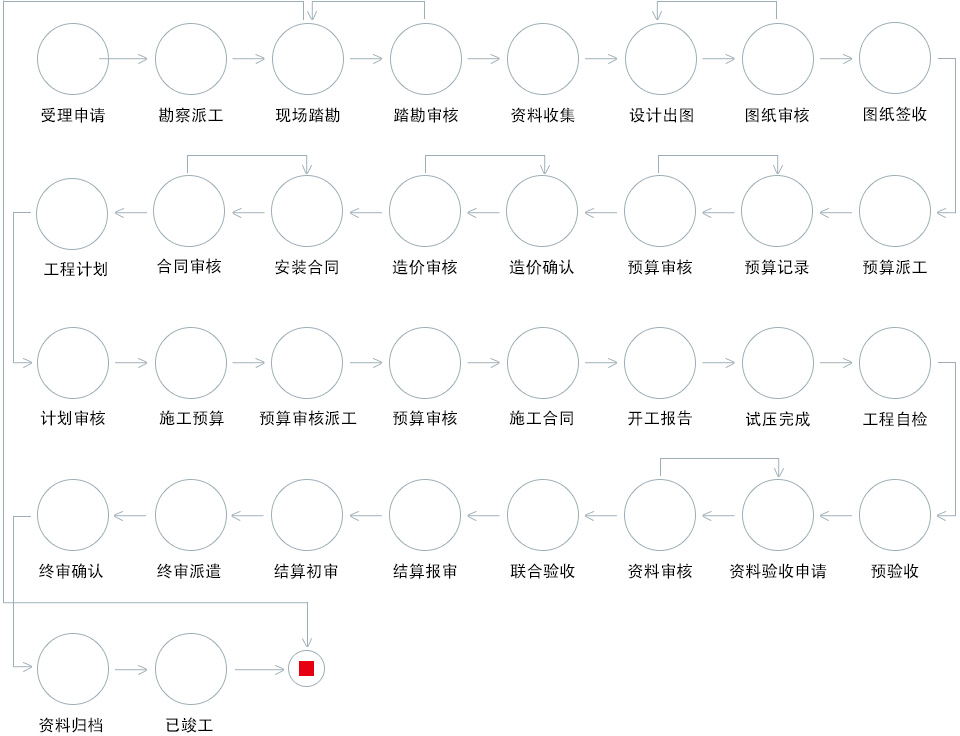 受理申请
勘察派工
现场踏勘
踏勘审核
资料收集
设计出图
图纸审核
图纸签收
工程计划
合同审核
安装合同
造价审核
造价确认
预算审核
预算记录
预算派工
计划审核
施工预算
预算审核派工
预算审核
施工合同
开工报告
试压完成
工程自检
终审确认
终审派遣
结算初审
结算报审
联合验收
资料审核
资料验收申请
预验收
资料归档
已竣工